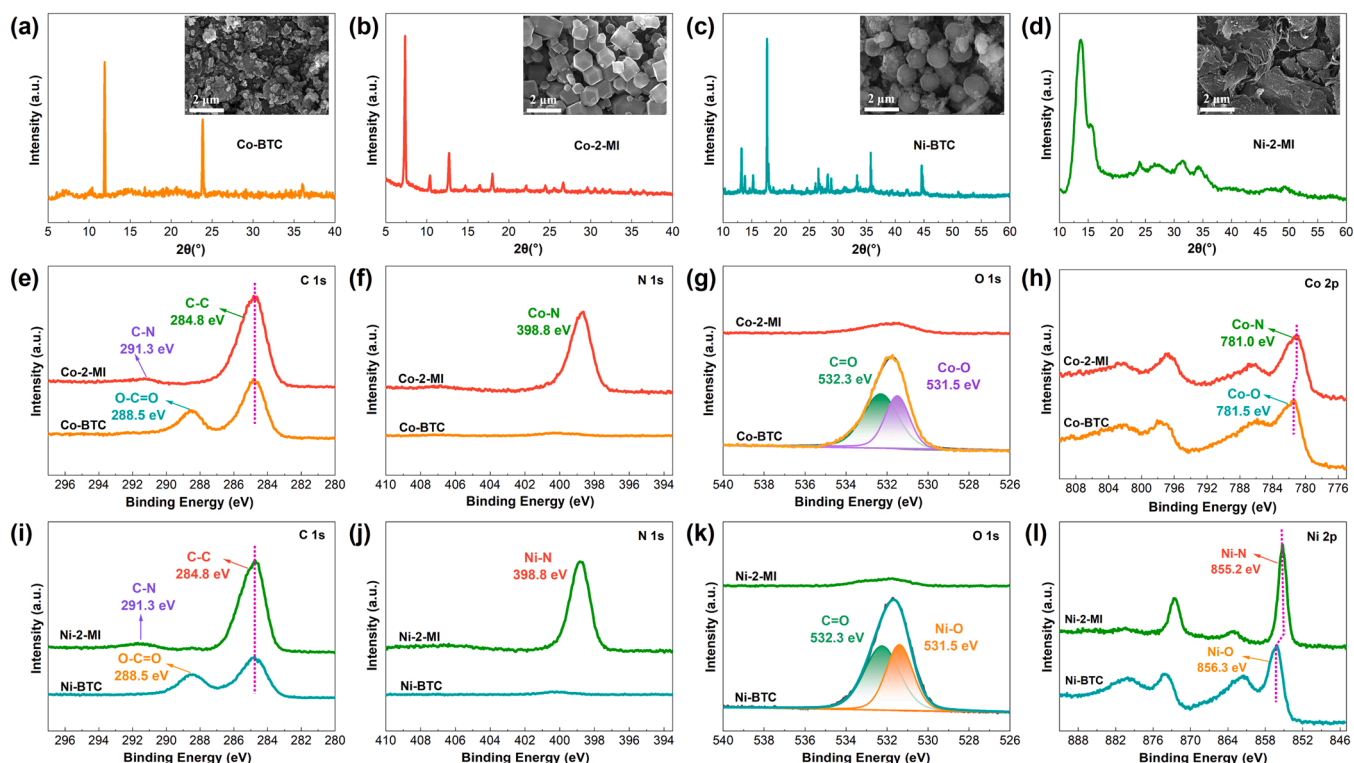 (a)
Intensity (a.u.)
2 μm
Co-BTC
5 10 15 20 25 30 35 40
2θ(°)
(b)
Intensity (a.u.)
2 μm
Co-2-MI
5 10 15 20 25 30 35 40
2θ(°)
(c)
Intensity (a.u.)
2 μm
Ni-BTC
10 15 20 25 30 35 40 45 50 55 60
2θ(°)
(d)
Intensity (a.u.)
2 μm
Ni-2-MI
10 15 20 25 30 35 40 45 50 55 60
2θ(°)
(e)
C 1s
Intensity (a.u.)
C-C
284.8 eV
C-N
291.3 eV
Co-2-MI
O-C=O
288.5 eV
Co-BTC
296 294 292 290 288 286 284 282 280
Binding Energy (eV)
(f)
N 1s
Intensity (a.u.)
Co-N
398.8 eV
Co-2-MI
Co-BTC
410 408 406 404 402 400 398 396 394
Binding Energy (eV)
(g)
O 1s
Intensity (a.u.)
Co-2-MI
C=O
532.3 eV
Co-O
531.5 eV
Co-BTC
540 538 536 534 532 530 528 526
Binding Energy (eV)
(h)
Co 2p
Intensity (a.u.)
Co-N
781.0 eV
Co-2-MI
Co-O
781.5 eV
Co-BTC
808 804 800 796 792 788 784 780 776
Binding Energy (eV)
(i)
C 1s
Intensity (a.u.)
C-C
284.8 eV
C-N
291.3 eV
Ni-2-MI
O-C=O
288.5 eV
Ni-BTC
296 294 292 290 288 286 284 282 280
Binding Energy (eV)
(j)
N 1s
Intensity (a.u.)
Ni-N
398.8 eV
Ni-2-MI
Ni-BTC
410 408 406 404 402 400 398 396 394
Binding Energy (eV)
(k)
O 1s
Intensity (a.u.)
Ni-2-MI
C=O
532.3 eV
Ni-O
531.5 eV
Ni-BTC
540 538 536 534 532 530 528 526
Binding Energy (eV)
(l)
Ni 2p
Intensity (a.u.)
Ni-N
855.2 eV
Ni-2-MI
Ni-O
856.3 eV
Ni-BTC
888 882 876 870 864 858 852 846
Binding Energy (eV)